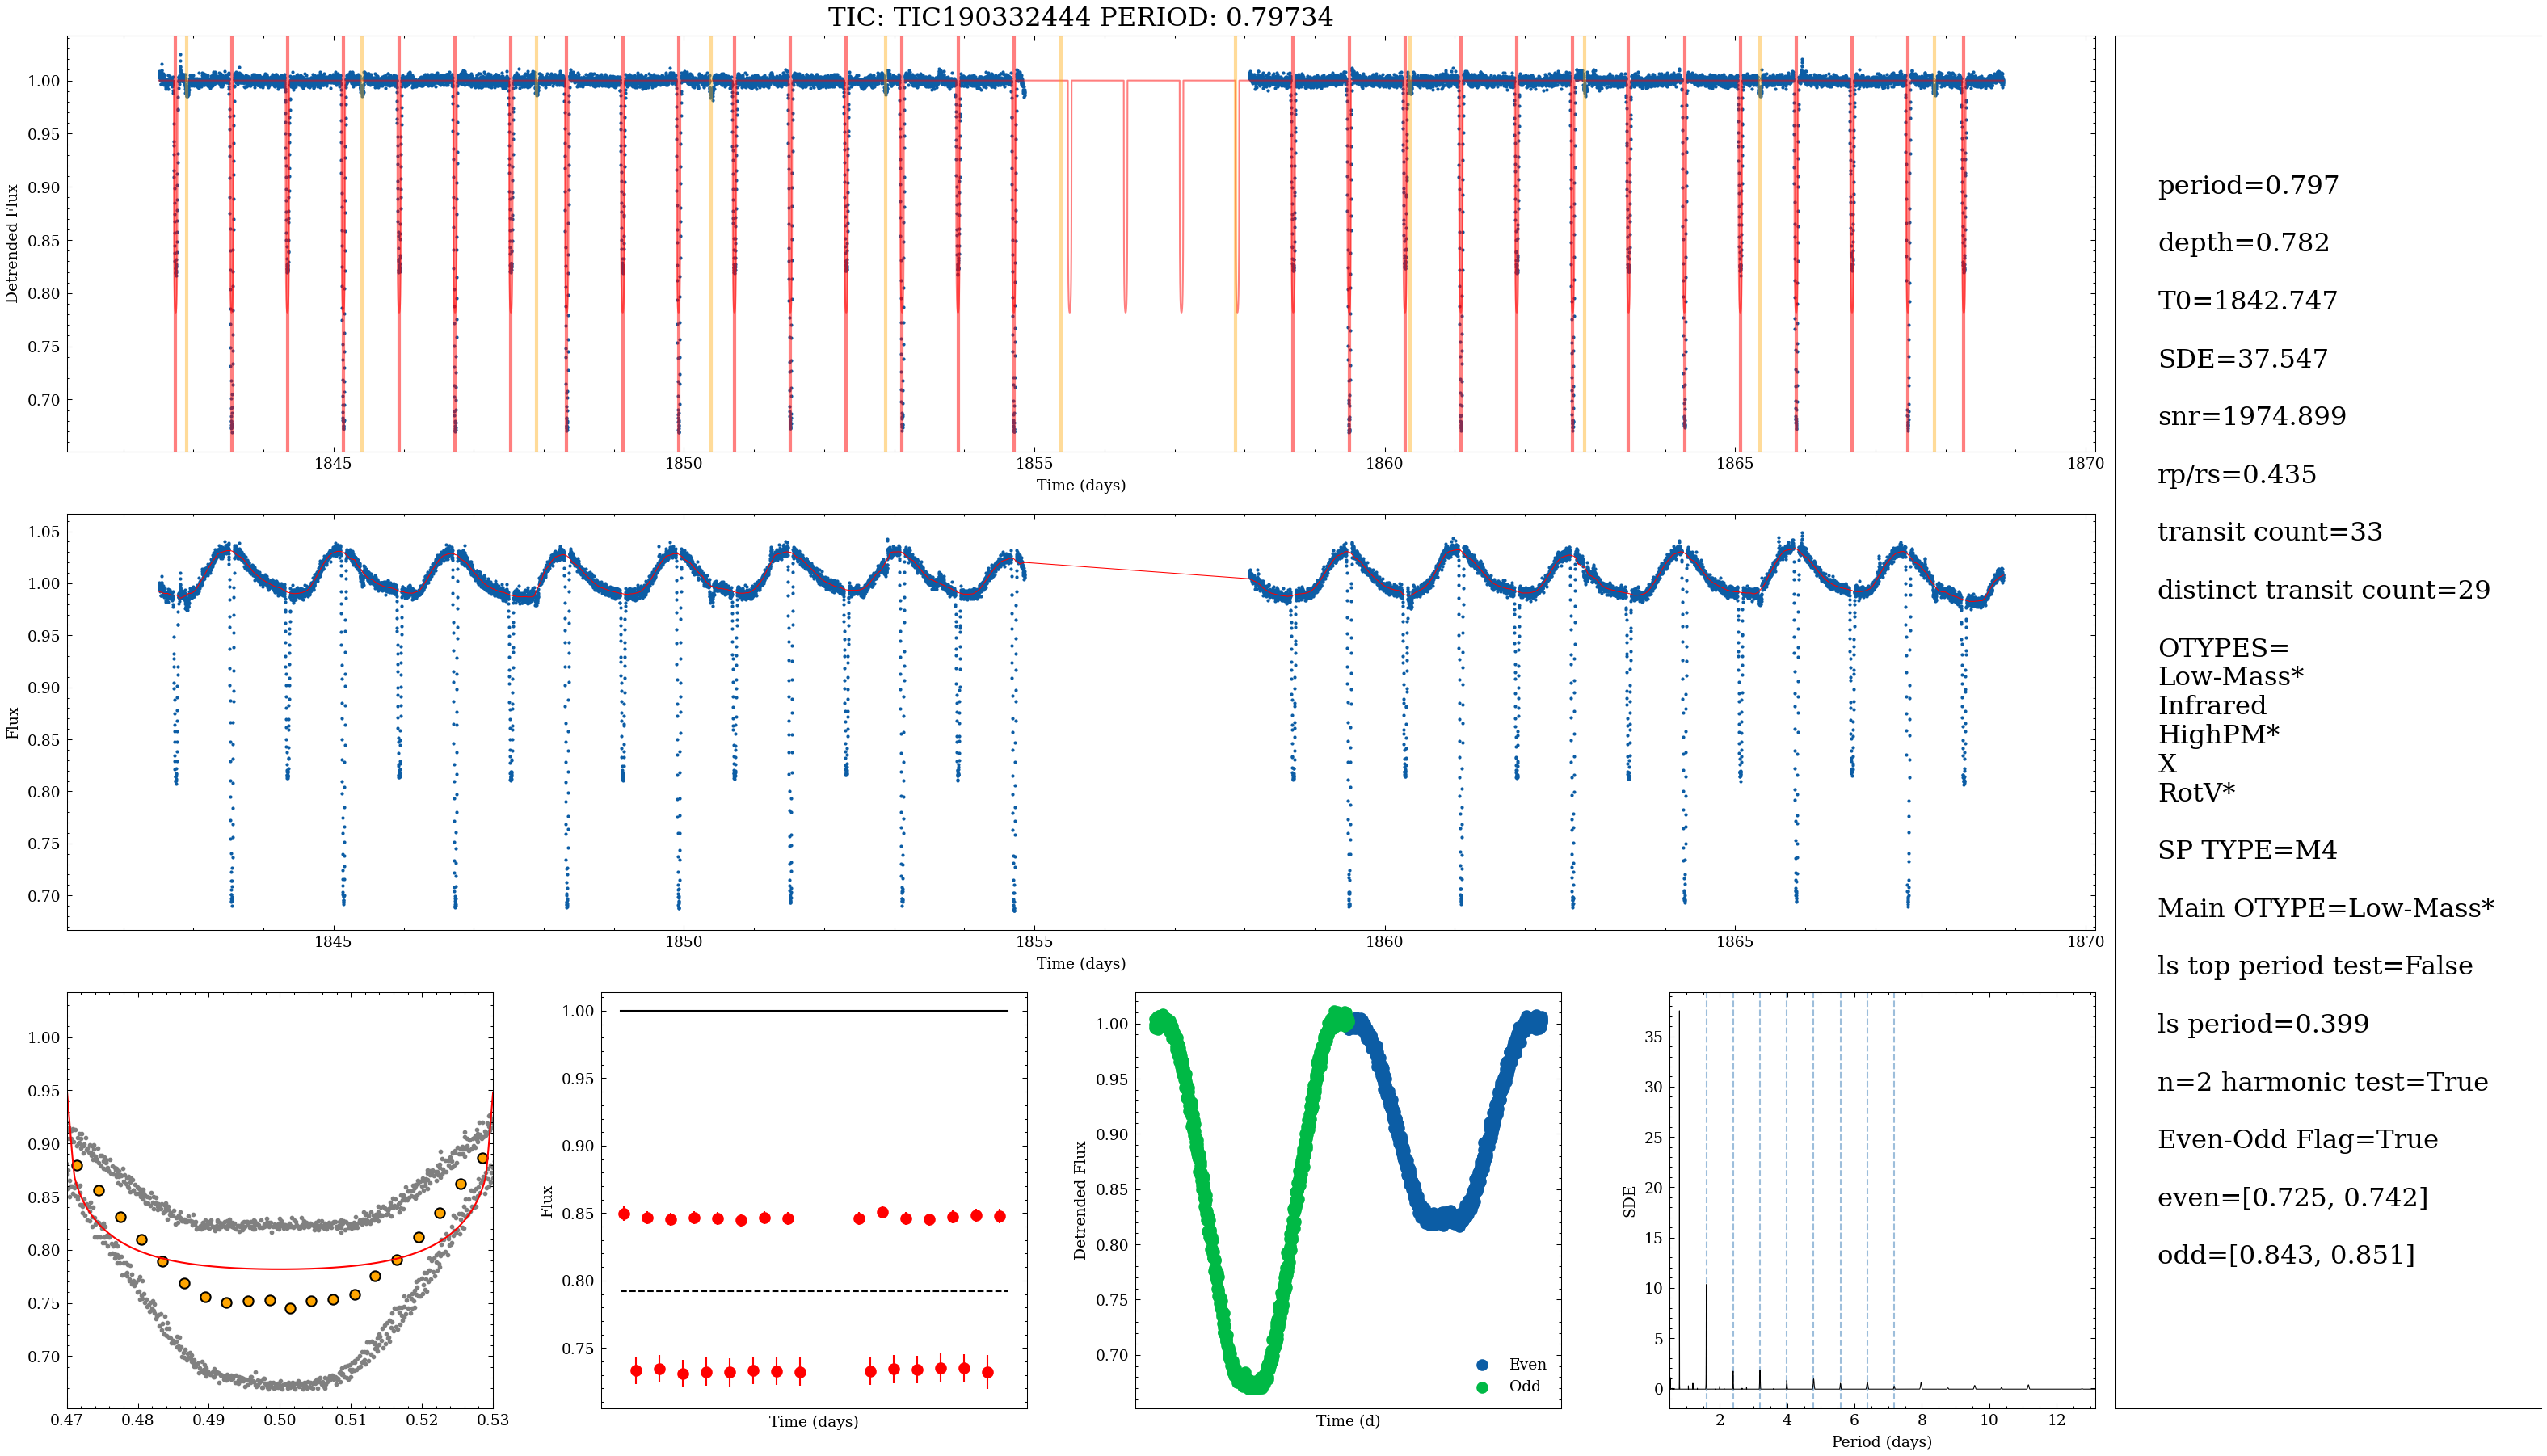 TIC: TIC190332444 PERIOD: 0.79734
1.00
0.95
0.90
0.85
0.80
0.75
0.70
Detrended Flux
1845
1850
1855
1860
1865
1870
Time (days)
1.05
1.00
0.95
0.90
0.85
0.80
0.75
0.70
Flux
1845
1850
1855
1860
1865
1870
Time (days)
1.00
0.95
0.90
0.85
0.80
0.75
0.70
0.47
0.48
0.49
0.50
0.51
0.52
0.53
1.00
0.95
0.90
0.85
0.80
0.75
Flux
Time (days)
1.00
0.95
0.90
0.85
0.80
0.75
0.70
Detrended Flux
Even
Odd
Time (d)
35
30
25
20
15
10
5
0
SDE
2
4
6
8
10
12
Period (days)
period=0.797
depth=0.782
T0=1842.747
SDE=37.547
snr=1974.899
rp/rs=0.435
transit count=33
distinct transit count=29
OTYPES=
Low-Mass*
Infrared
HighPM*
X
RotV*
SP TYPE=M4
Main OTYPE=Low-Mass*
ls top period test=False
ls period=0.399
n=2 harmonic test=True
Even-Odd Flag=True
even=[0.725, 0.742]
odd=[0.843, 0.851]